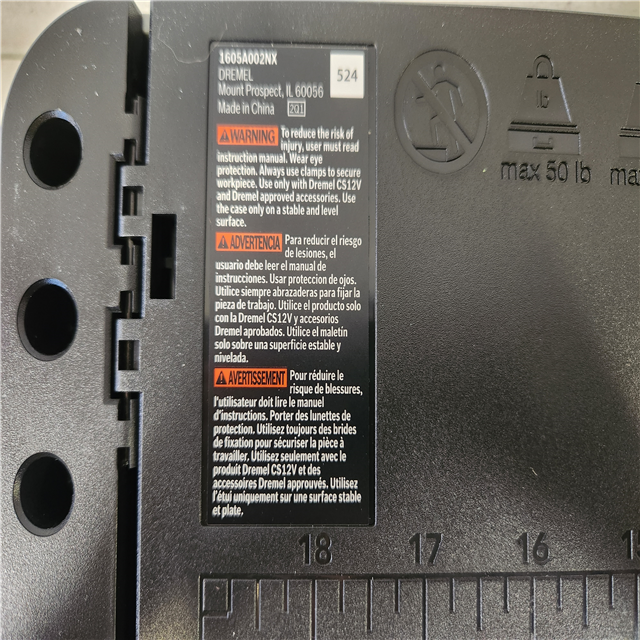 1605A002NX
DREMEL
Mount Prospect, IL 60056
Made in China 2Q1
524
WARNING To reduce the risk of
injury, user must read
instruction manual. Wear eye
protection. Always use clamps to secure
workpiece. Use only with Dremel CS12V
and Dremel approved accessories. Use
the case only on a stable and level
surface.
ADVERTENCIA Para reducir el riesgo
de lesiones, el
usuario debe leer el manual de
instrucciones. Usar protección de ojos.
Utilice siempre abrazaderas para fijar la
pieza de trabajo. Utilice el producto solo
con la Dremel CS12V y accesorios
Dremel aprobados. Utilice el maletín
solo sobre una superficie estable y
nivelada.
AVERTISSEMENT Pour réduire le
risque de blessures,
l'utilisateur doit lire le manuel
d'instructions. Porter des lunettes de
protection. Utilisez toujours des brides
de fixation pour sécuriser la pièce à
travailler. Utilisez seulement avec le
produit Dremel CS12V et des
accessoires Dremel approuvés. Utilisez
l'étui uniquement sur une surface stable
et plate.
lb
max 50 lb
ma
18 17 16 15